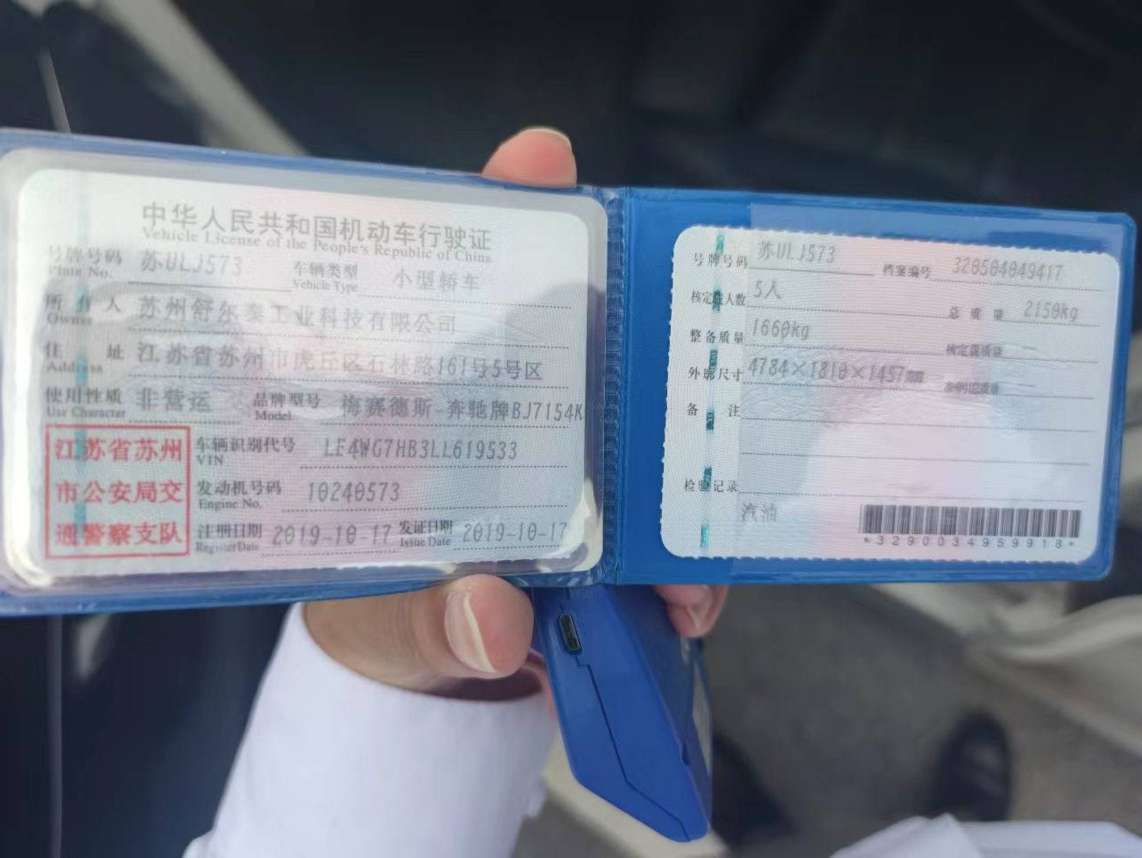 中华人民共和国机动车行驶证
Vehicle License of the People's Republic of China
号牌号码 苏ULJ573 车辆类型 小型轿车
Plate No. Vehicle Type
所有人 苏州舒尔泰工业科技有限公司
Owner
住址 江苏省苏州市虎丘区石林路161号5号区
Address
使用性质 非营运 品牌型号 梅赛德斯-奔驰牌BJ7154K
Use Character Model
江苏省苏州
市公安局交
通警察支队
车辆识别代号 LE4WG7HB3LL619533
VIN
发动机号码 10240573
Engine No.
注册日期 2019-10-17 发证日期 2019-10-17
Register Date Issue Date
号牌号码 苏ULJ573 档案编号 320504049417
核定载人数 5人 总质量 2150kg
整备质量 1660kg 核定载质量
外廓尺寸 4784×1810×1457
备注
检验记录
汽油
*3290034959918*